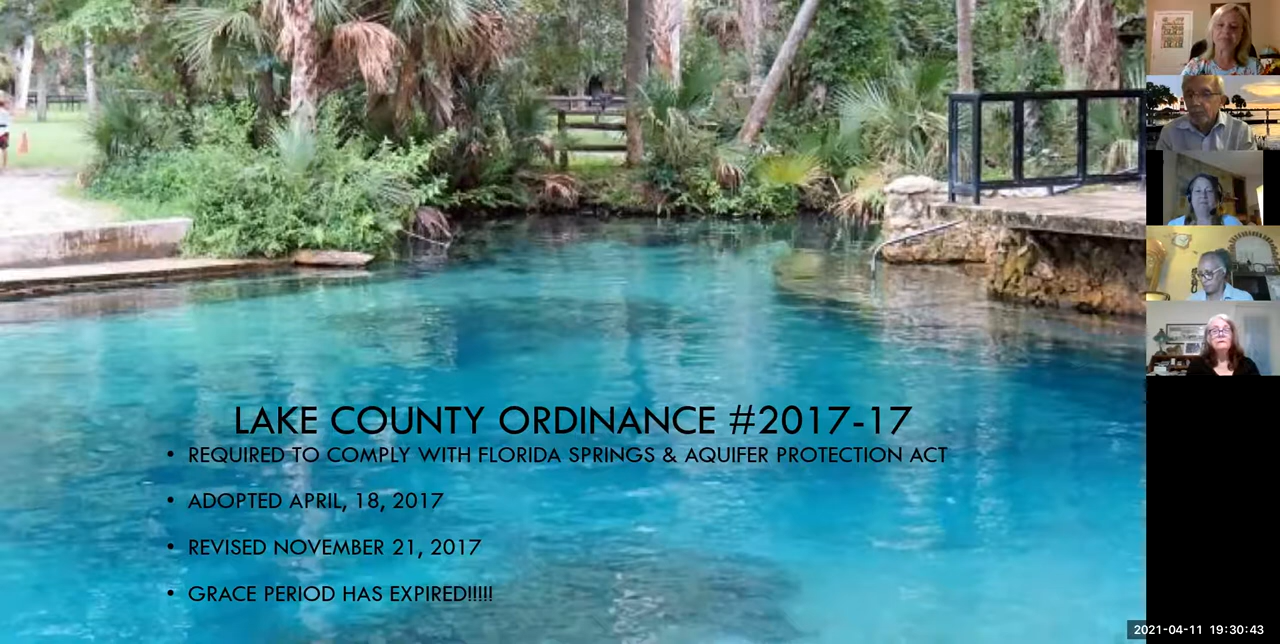 LAKE COUNTY ORDINANCE #2017-17
• REQUIRED TO COMPLY WITH FLORIDA SPRINGS & AQUIFER PROTECTION ACT
• ADOPTED APRIL, 18, 2017
• REVISED NOVEMBER 21, 2017
• GRACE PERIOD HAS EXPIRED!!!!!
2021-04-11 19:30:43